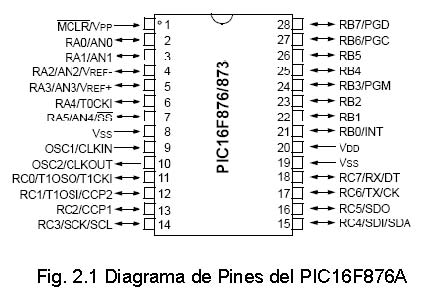 MCLR/VPP 1 28 RB7/PGD
RA0/AN0 2 27 RB6/PGC
RA1/AN1 3 26 RB5
RA2/AN2/VREF- 4 25 RB4
RA3/AN3/VREF+ 5 24 RB3/PGM
RA4/T0CKI 6 23 RB2
RA5/AN4/SS 7 22 RB1
VSS 8 21 RB0/INT
OSC1/CLKIN 9 20 VDD
OSC2/CLKOUT 10 19 VSS
RC0/T1OSO/T1CKI 11 18 RC7/RX/DT
RC1/T1OSI/CCP2 12 17 RC6/TX/CK
RC2/CCP1 13 16 RC5/SDO
RC3/SCK/SCL 14 15 RC4/SDI/SDA
PIC16F876/873
Fig. 2.1 Diagrama de Pines del PIC16F876A